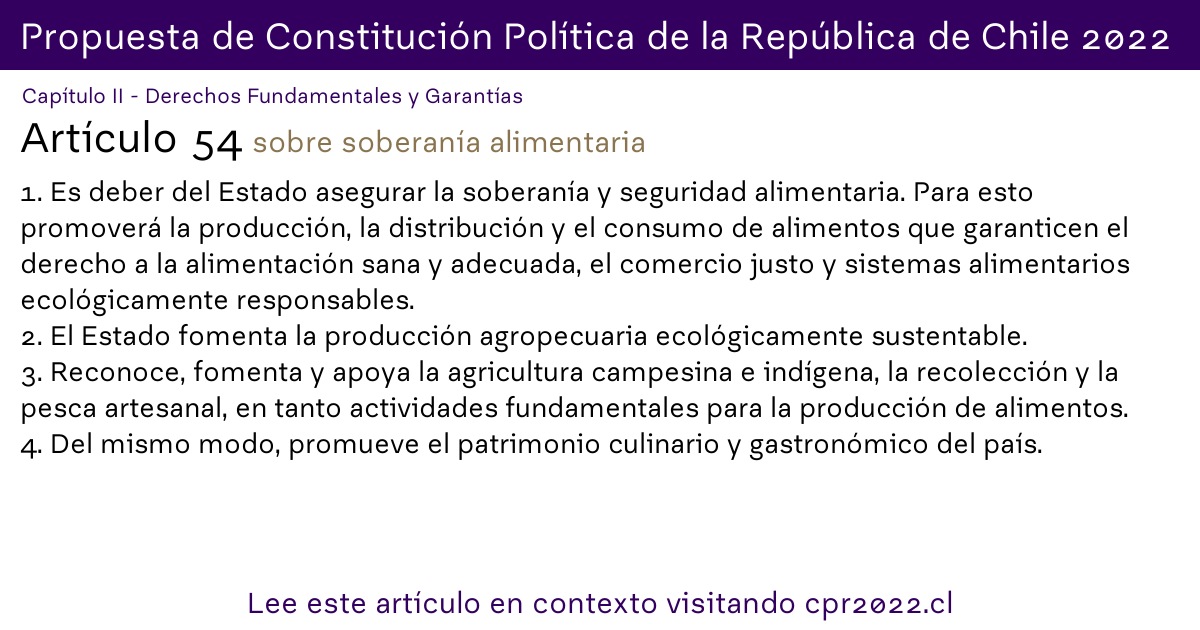 Propuesta de Constitución Política de la República de Chile 2022
Capítulo II - Derechos Fundamentales y Garantías
Artículo 54 sobre soberanía alimentaria
1. Es deber del Estado asegurar la soberanía y seguridad alimentaria. Para esto
promoverá la producción, la distribución y el consumo de alimentos que garanticen el
derecho a la alimentación sana y adecuada, el comercio justo y sistemas alimentarios
ecológicamente responsables.
2. El Estado fomenta la producción agropecuaria ecológicamente sustentable.
3. Reconoce, fomenta y apoya la agricultura campesina e indígena, la recolección y la
pesca artesanal, en tanto actividades fundamentales para la producción de alimentos.
4. Del mismo modo, promueve el patrimonio culinario y gastronómico del país.
Lee este artículo en contexto visitando cpr2022.cl